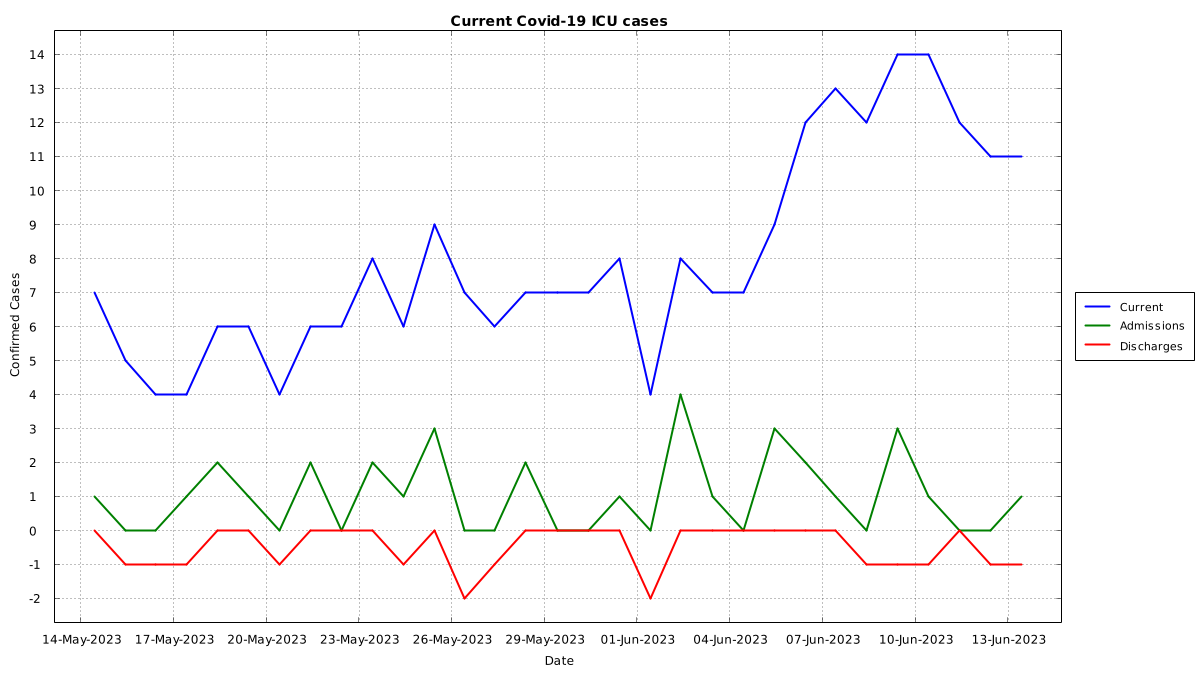 Current Covid-19 ICU cases
14
13
12
11
10
9
8
7
6
5
4
3
2
1
0
-1
-2
Confirmed Cases
14-May-2023 17-May-2023 20-May-2023 23-May-2023 26-May-2023 29-May-2023 01-Jun-2023 04-Jun-2023 07-Jun-2023 10-Jun-2023 13-Jun-2023
Date
Current
Admissions
Discharges